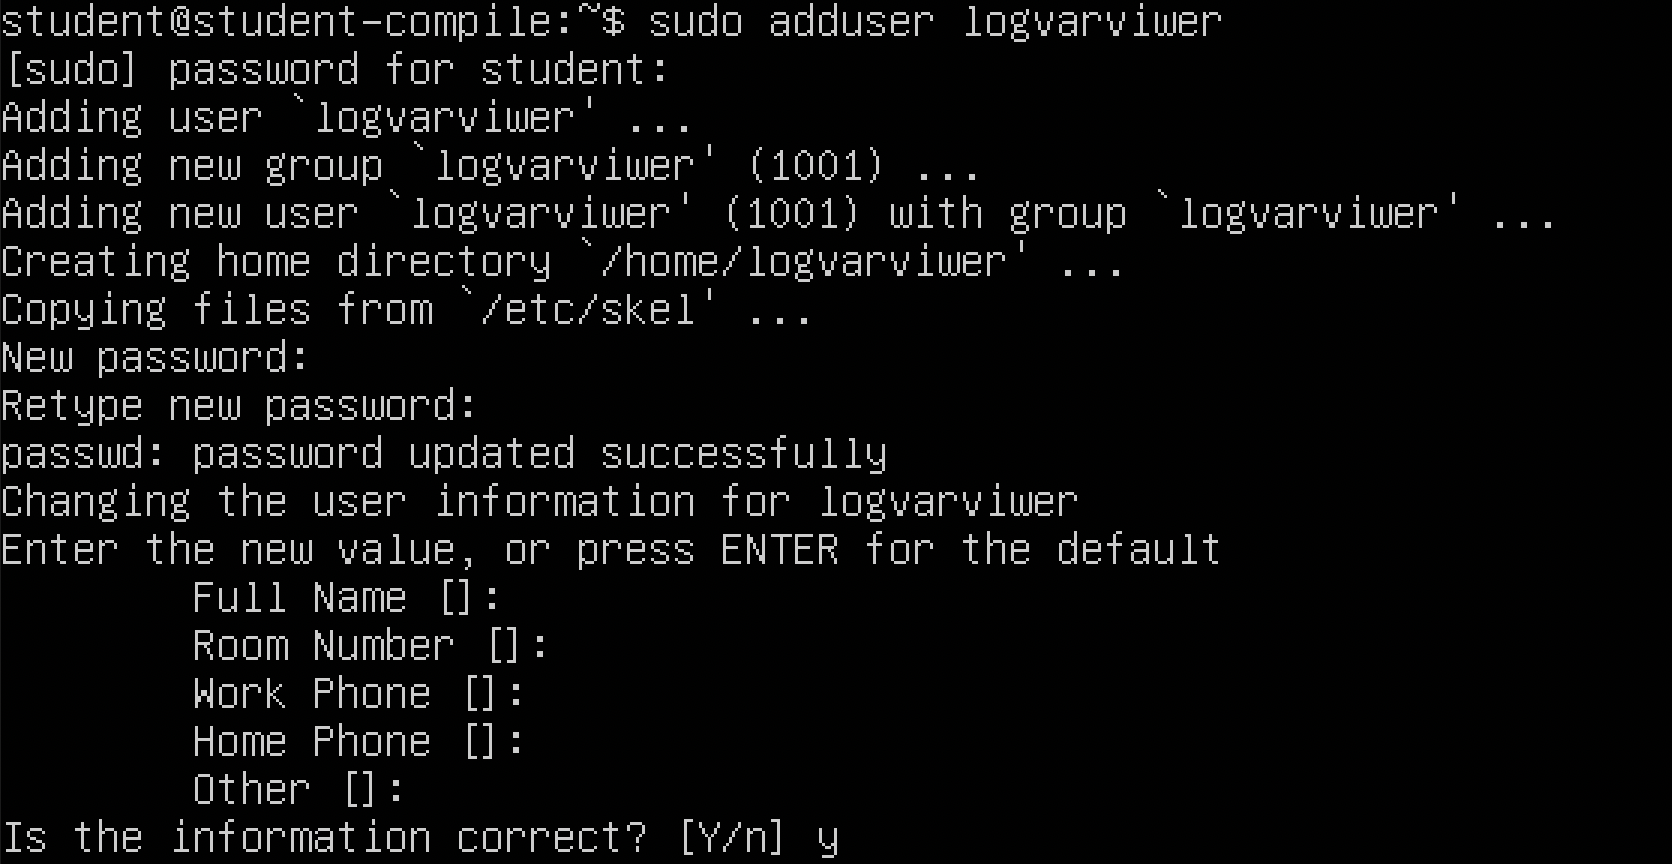 student@student-compile:~$ sudo adduser logvarviwer
[sudo] password for student:
Adding user `logvarviwer' ...
Adding new group `logvarviwer' (1001) ...
Adding new user `logvarviwer' (1001) with group `logvarviwer' ...
Creating home directory `/home/logvarviwer' ...
Copying files from `/etc/skel' ...
New password:
Retype new password:
passwd: password updated successfully
Changing the user information for logvarviwer
Enter the new value, or press ENTER for the default
Full Name []:
Room Number []:
Work Phone []:
Home Phone []:
Other []:
Is the information correct? [Y/n] y